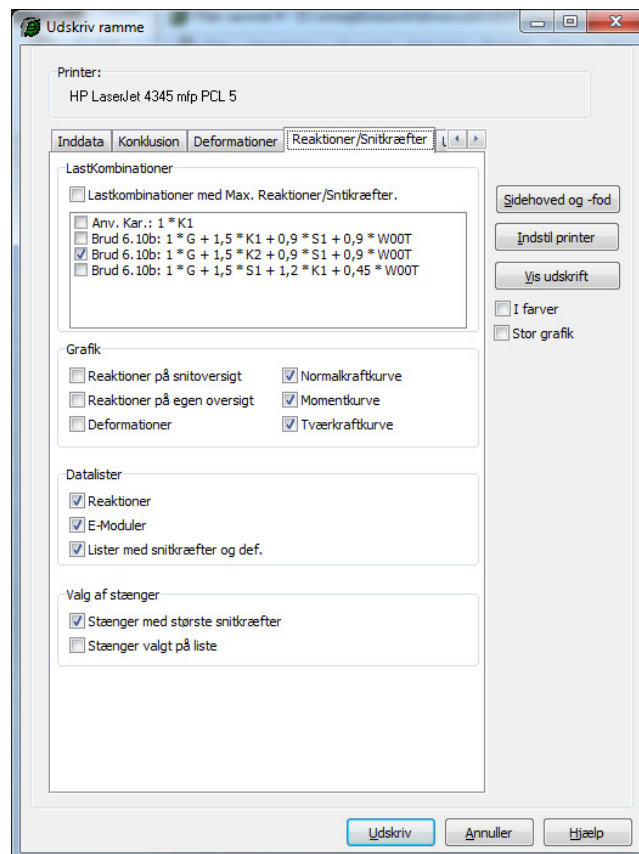 Udskriv ramme
Printer:
HP LaserJet 4345 mfp PCL 5
Inddata Konklusion Deformationer Reaktioner/Snitkræfter
LastKombinationer
Lastkombinationer med Max. Reaktioner/Sntikræfter.
Anv. Kar.: 1 * K1
Brud 6.10b: 1 * G + 1,5 * K1 + 0,9 * S1 + 0,9 * W00T
Brud 6.10b: 1 * G + 1,5 * K2 + 0,9 * S1 + 0,9 * W00T
Brud 6.10b: 1 * G + 1,5 * S1 + 1,2 * K1 + 0,45 * W00T
Sidehoved og -fod
Indstil printer
Vis udskrift
I farver
Stor grafik
Grafik
Reaktioner på snitoversigt
Normalkraftkurve
Reaktioner på egen oversigt
Momentkurve
Deformationer
Tværkraftkurve
Datalister
Reaktioner
E-Moduler
Lister med snitkræfter og def.
Valg af stænger
Stænger med største snitkræfter
Stænger valgt på liste
Udskriv Annuller Hjælp